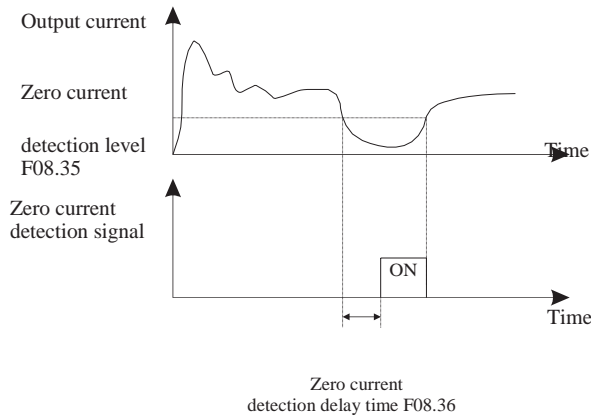 Output current
Zero current
detection level
F08.35
Time
Zero current
detection signal
ON
Time
Zero current
detection delay time F08.36